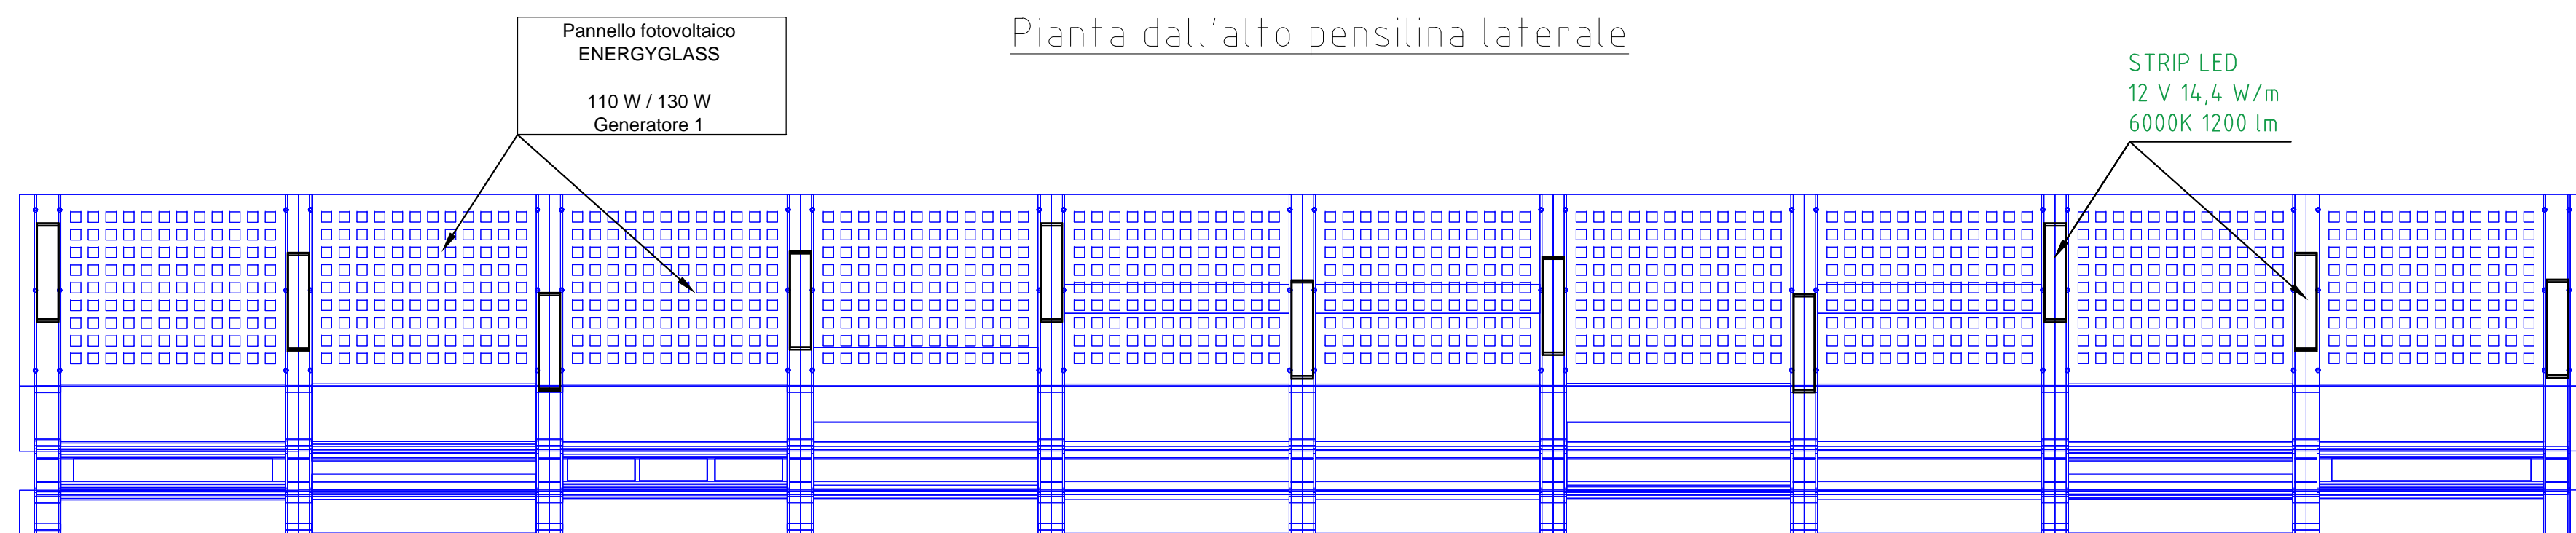 Pannello fotovoltaico
ENERGYGLASS
110 W / 130 W
Generatore 1
Pianta dall'alto pensilina laterale
STRIP LED
12 V 14,4 W/m
6000K 1200 lm